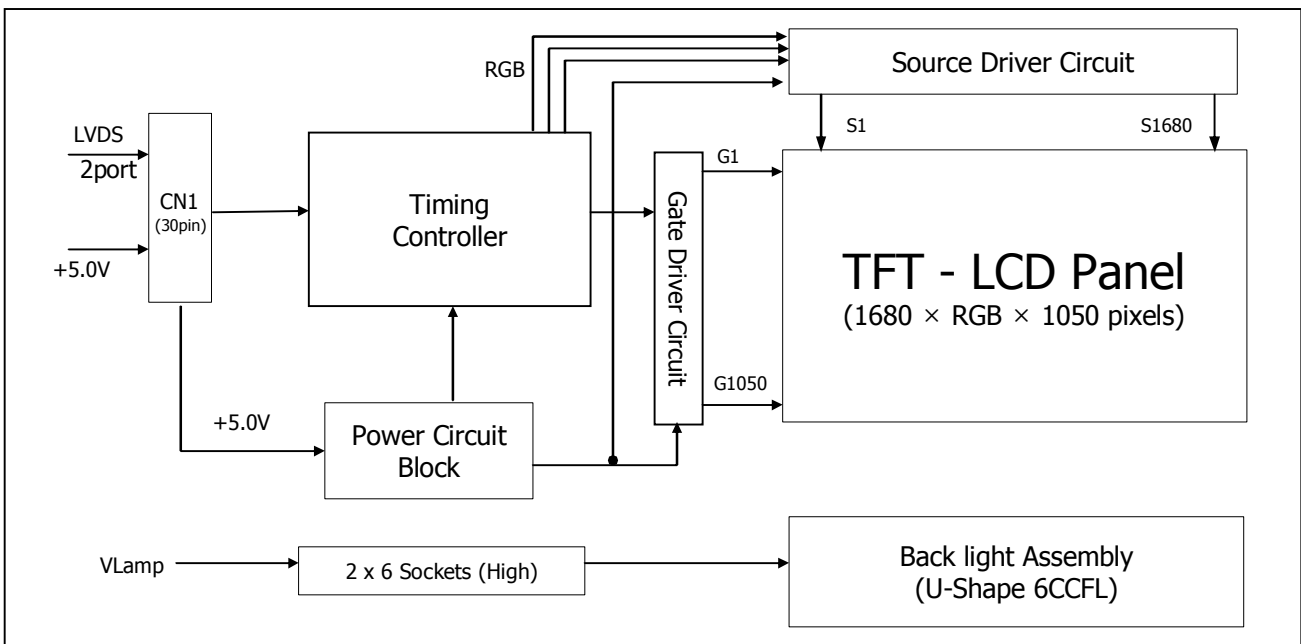 RGB
Source Driver Circuit
S1
S1680
LVDS
2port
CN1
(30pin)
+5.0V
Timing
Controller
Gate Driver Circuit
G1
G1050
TFT - LCD Panel
(1680 × RGB × 1050 pixels)
+5.0V
Power Circuit
Block
VLamp
2 x 6 Sockets (High)
Back light Assembly
(U-Shape 6CCFL)